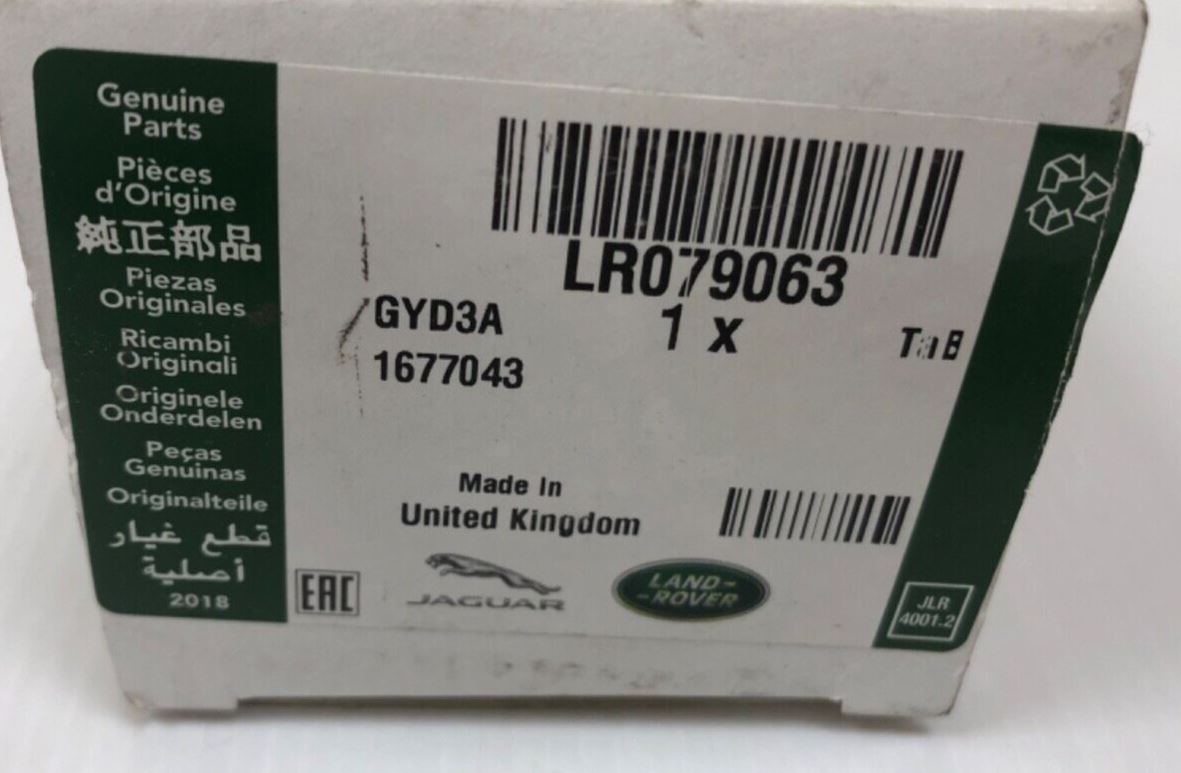 Genuine
Parts
Pièces
d'Origine
純正部品
Piezas
Originales
Ricambi
Originali
Originele
Onderdelen
Peças
Genuinas
Originalteile
قطع غيار
أصلية
2018
LR079063
GYD3A
1 x
1677043
Made In
United Kingdom
EAC
JAGUAR
LAND-
-ROVER
JLR
4001.2